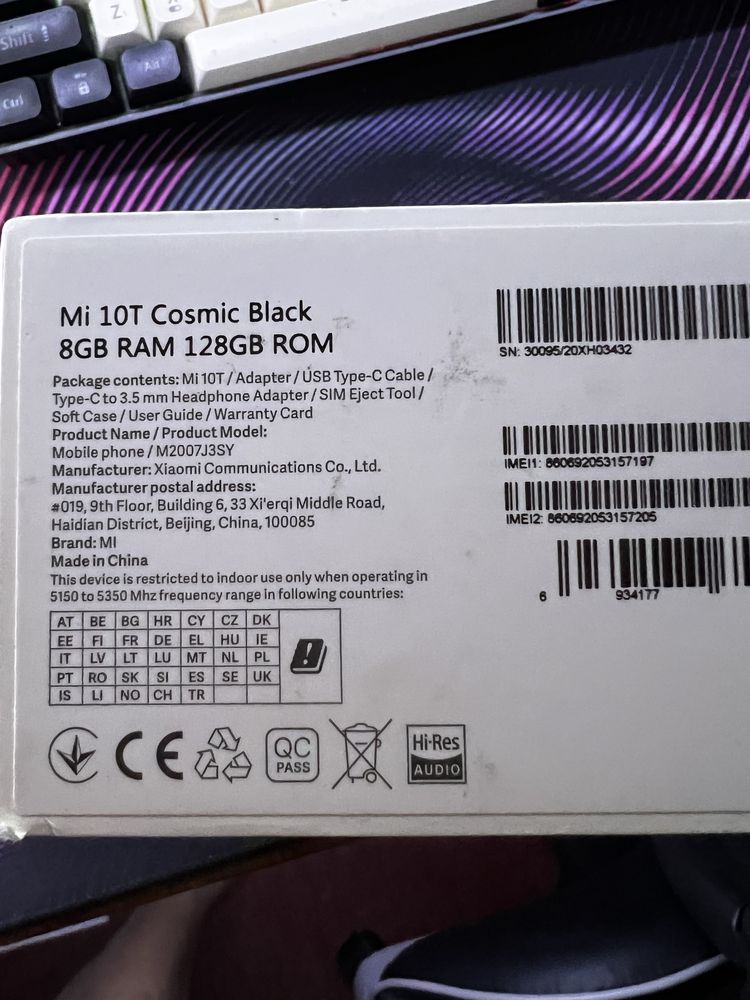 Z
Shift
Alt
Ctrl
Mi 10T Cosmic Black
8GB RAM 128GB ROM
Package contents: Mi 10T / Adapter / USB Type-C Cable /
Type-C to 3.5 mm Headphone Adapter / SIM Eject Tool /
Soft Case / User Guide / Warranty Card
Product Name / Product Model:
Mobile phone / M2007J3SY
Manufacturer: Xiaomi Communications Co., Ltd.
Manufacturer postal address:
#019, 9th Floor, Building 6, 33 Xi'erqi Middle Road,
Haidian District, Beijing, China, 100085
Brand: MI
Made in China
This device is restricted to indoor use only when operating in
5150 to 5350 Mhz frequency range in following countries:
AT BE BG HR CY CZ DK
EE FI FR DE EL HU IE
IT LV LT LU MT NL PL
PT RO SK SI ES SE UK
IS LI NO CH TR
CE
QC
PASS
Hi-Res
AUDIO
SN: 30095/20XH03432
IMEI1: 860692053157197
IMEI2: 860692053157205
6 934177